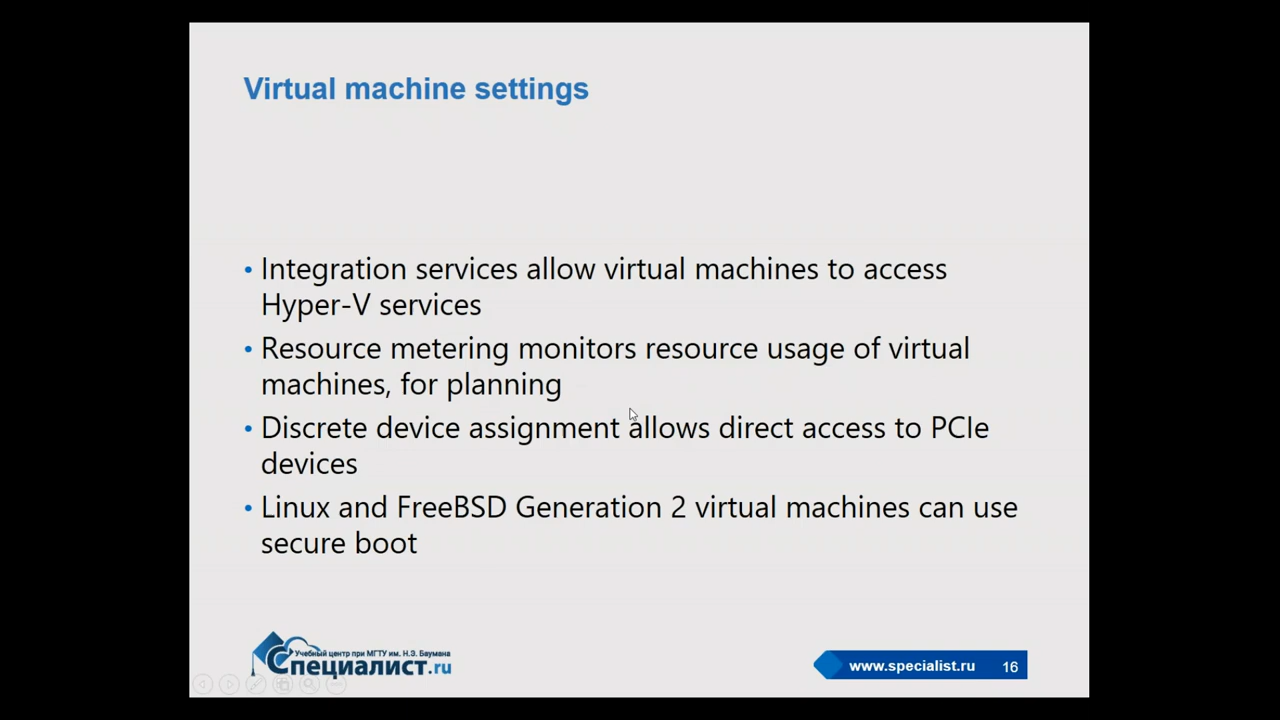 Virtual machine settings
• Integration services allow virtual machines to access
Hyper-V services
• Resource metering monitors resource usage of virtual
machines, for planning
• Discrete device assignment allows direct access to PCIe
devices
• Linux and FreeBSD Generation 2 virtual machines can use
secure boot
Учебный центр при МГТУ им. Н.Э. Баумана
Специалист.ru
www.specialist.ru 16